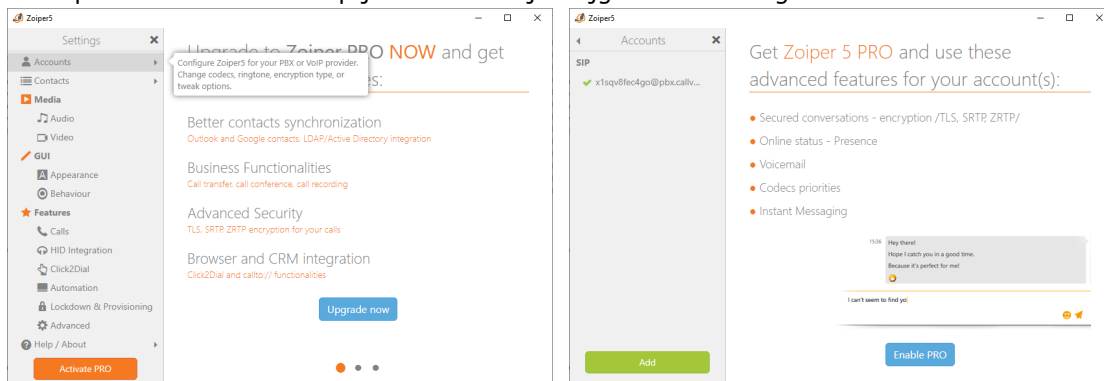 Zoiper5
Settings
Accounts
Contacts
Media
Audio
Video
GUI
Appearance
Behaviour
Features
Calls
HID Integration
Click2Dial
Automation
Lockdown & Provisioning
Advanced
Help / About
Activate PRO
Configure Zoiper5 for your PBX or VoIP provider.
Change codecs, ringtone, encryption type, or
tweak options.
Upgrade to Zoiper PRO NOW and get
es:
Better contacts synchronization
Outlook and Google contacts. LDAP/Active Directory integration
Business Functionalities
Call transfer. call conference. call recording
Advanced Security
TLS. SRTP. ZRTP encryption for your calls
Browser and CRM integration
Click2Dial and callto:// functionalities
Upgrade now
Zoiper5
Accounts
SIP
x1sqv8fec4go@pbx.callv...
Add
Get Zoiper 5 PRO and use these
advanced features for your account(s):
Secured conversations - encryption /TLS, SRTP, ZRTP/
Online status - Presence
Voicemail
Codecs priorities
Instant Messaging
15:26 Hey there!
Hope I catch you in a good time.
Because it's perfect for me!
I can't seem to find yo
Enable PRO